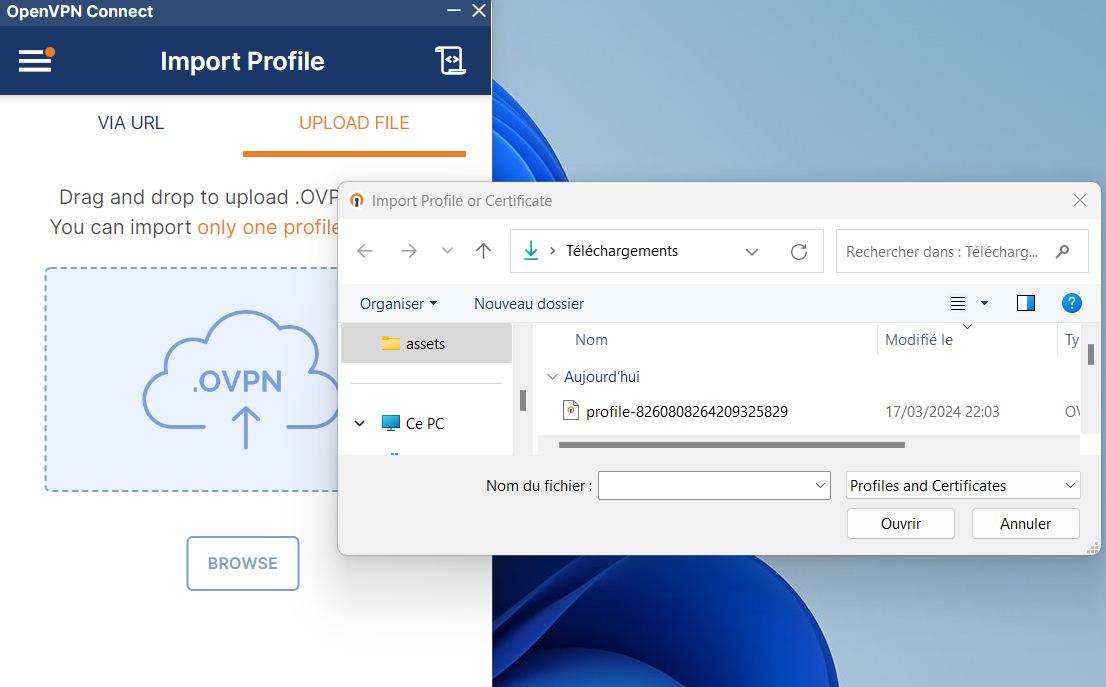 OpenVPN Connect
Import Profile
VIA URL
UPLOAD FILE
Drag and drop to upload .OVP
You can import only one profile
.OVPN
BROWSE
Import Profile or Certificate
Téléchargements
Rechercher dans : Télécharg...
Organiser
Nouveau dossier
?
assets
Ce PC
Nom
Modifié le
Ty
Aujourd'hui
profile-8260808264209325829
17/03/2024 22:03
OV
Nom du fichier :
Profiles and Certificates
Ouvrir
Annuler